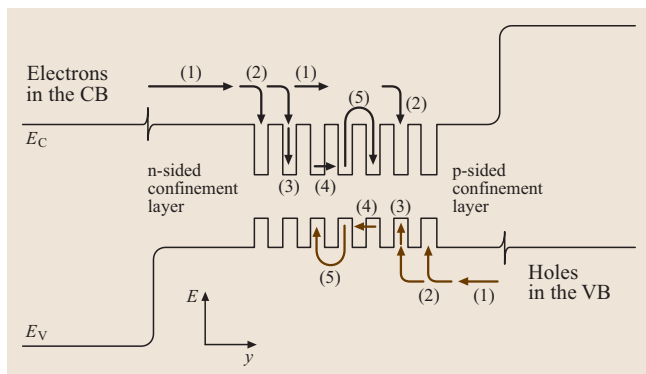 Electrons
in the CB
(1)
(2)
(1)
(5)
(2)
E_C
n-sided
confinement
layer
(3)
(4)
p-sided
confinement
layer
(4)
(3)
(5)
(2)
(1)
Holes
in the VB
E
E_V
y